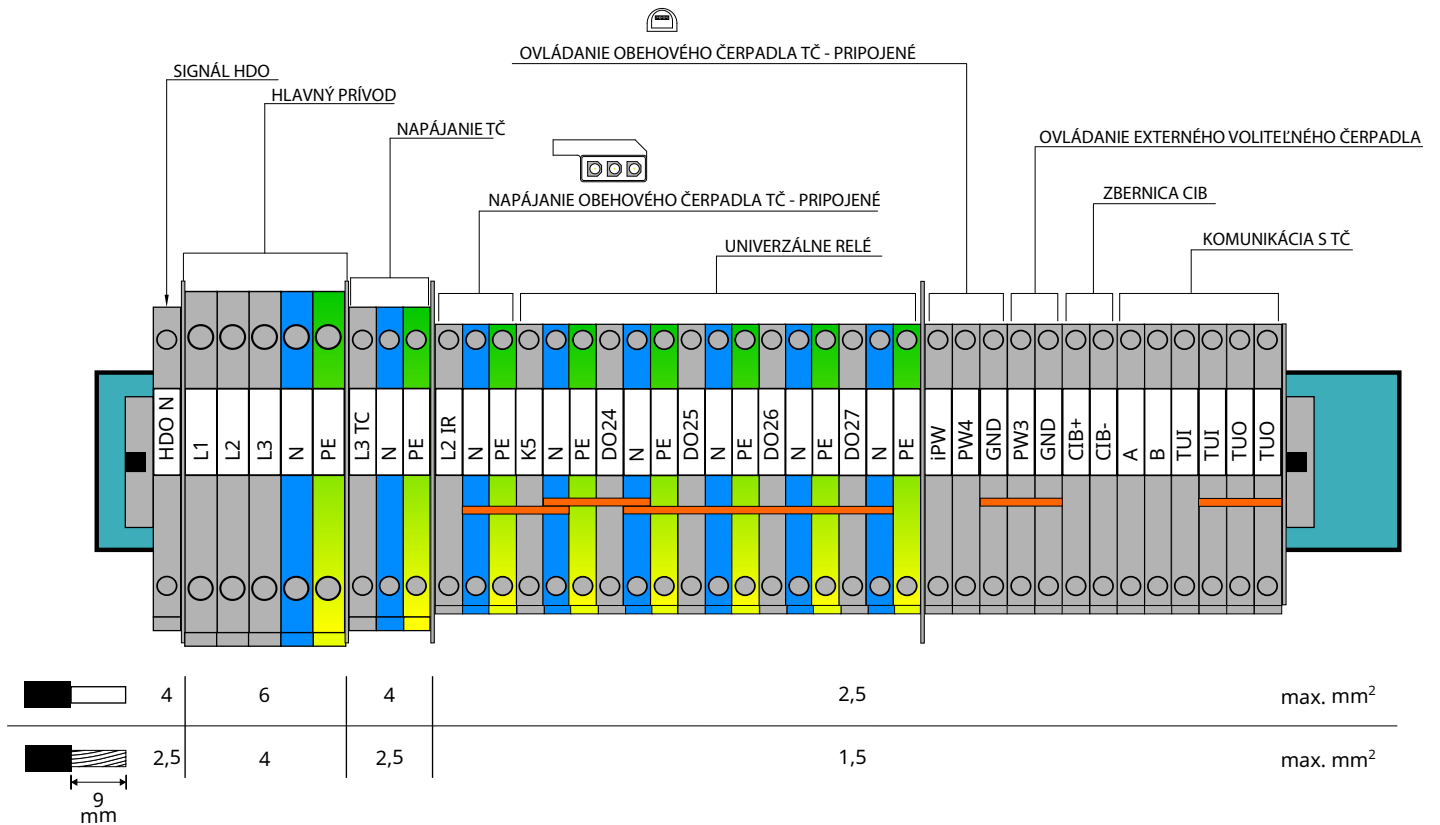 OVLÁDANIE OBEHOVÉHO ČERPADLA TČ - PRIPOJENÉ
SIGNÁL HDO
HLAVNÝ PRÍVOD
NAPÁJANIE TČ
OVLÁDANIE EXTERNÉHO VOLITEĽNÉHO ČERPADLA
NAPÁJANIE OBEHOVÉHO ČERPADLA TČ - PRIPOJENÉ
ZBERNICA CIB
UNIVERZÁLNE RELÉ
KOMUNIKÁCIA S TČ
HDO N
L1
L2
L3
N
PE
L3 TC
N
PE
L2 IR
N
PE
K5
N
PE
DO24
N
PE
DO25
N
PE
DO26
N
PE
DO27
N
PE
iPW
PW4
GND
PW3
GND
CIB+
CIB-
A
B
TUI
TUI
TUO
TUO
4 6 4 2,5 max. mm²
2,5 4 2,5 1,5 max. mm²
9
mm